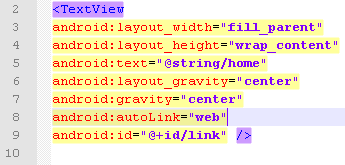 2 <TextView
3 android:layout_width="fill_parent"
4 android:layout_height="wrap_content"
5 android:text="@string/home"
6 android:layout_gravity="center"
7 android:gravity="center"
8 android:autoLink="web"
9 android:id="@+id/link" />
10